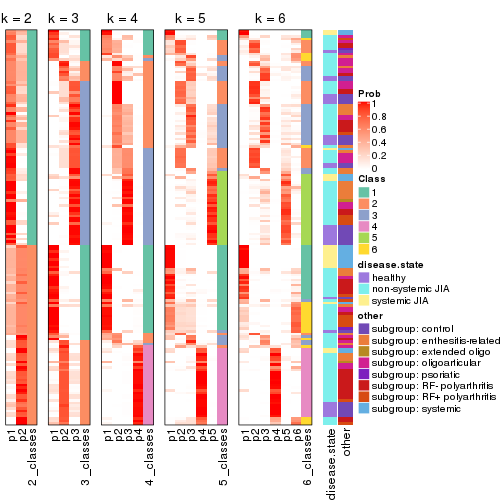 k = 2
k = 3
k = 4
k = 5
k = 6
Prob
1
0.8
0.6
0.4
0.2
0
Class
1
2
3
4
5
6
disease.state
healthy
non-systemic JIA
systemic JIA
other
subgroup: control
subgroup: enthesitis-related
subgroup: extended oligo
subgroup: oligoarticular
subgroup: psoriatic
subgroup: RF- polyarthritis
subgroup: RF+ polyarthritis
subgroup: systemic
p1
p2
2_classes
p1
p2
p3
3_classes
p1
p2
p3
p4
4_classes
p1
p2
p3
p4
p5
5_classes
p1
p2
p3
p4
p5
p6
6_classes
disease.state
other